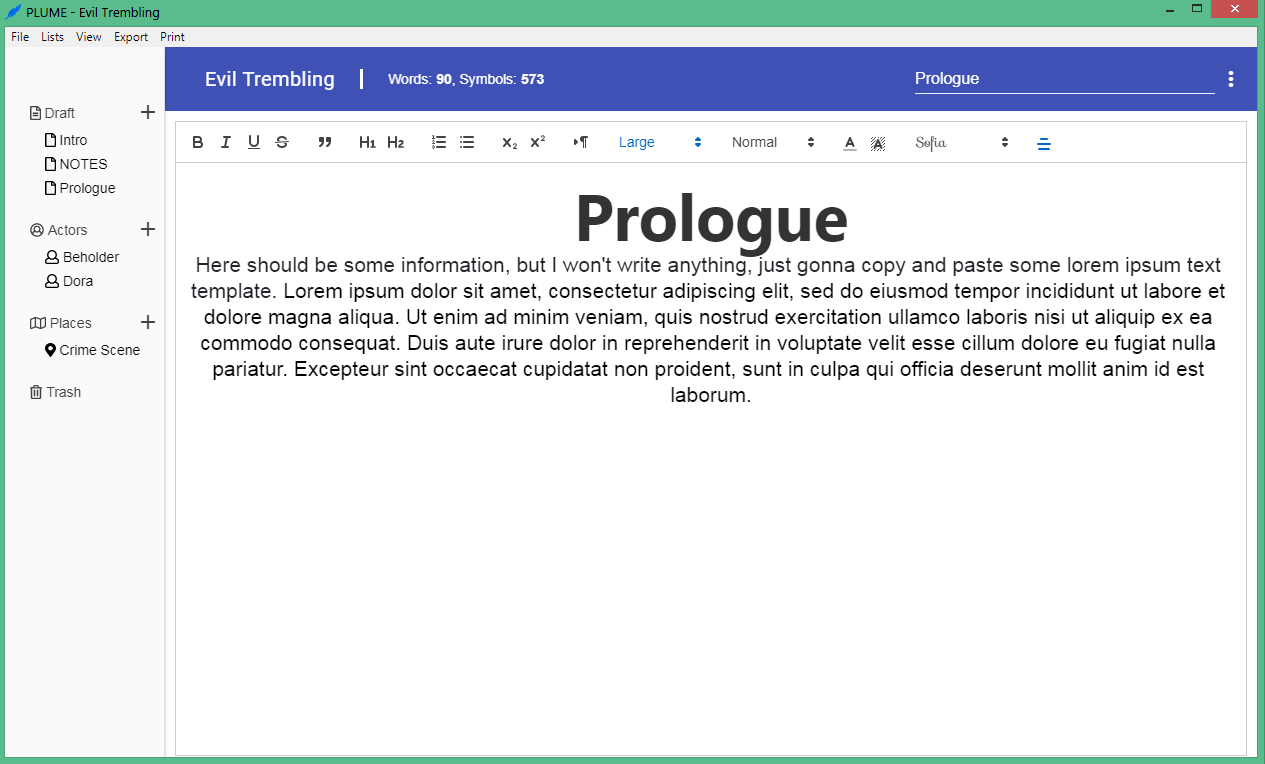 PLUME - Evil Trembling
File Lists View Export Print
Evil Trembling Words: 90, Symbols: 573 Prologue
Draft
Intro
NOTES
Prologue
Actors
Beholder
Dora
Places
Crime Scene
Trash
B I U S H1 H2 X2 X2 Large Normal A A Sofia
Prologue
Here should be some information, but I won't write anything, just gonna copy and paste some lorem ipsum text
template. Lorem ipsum dolor sit amet, consectetur adipiscing elit, sed do eiusmod tempor incididunt ut labore et
dolore magna aliqua. Ut enim ad minim veniam, quis nostrud exercitation ullamco laboris nisi ut aliquip ex ea
commodo consequat. Duis aute irure dolor in reprehenderit in voluptate velit esse cillum dolore eu fugiat nulla
pariatur. Excepteur sint occaecat cupidatat non proident, sunt in culpa qui officia deserunt mollit anim id est
laborum.